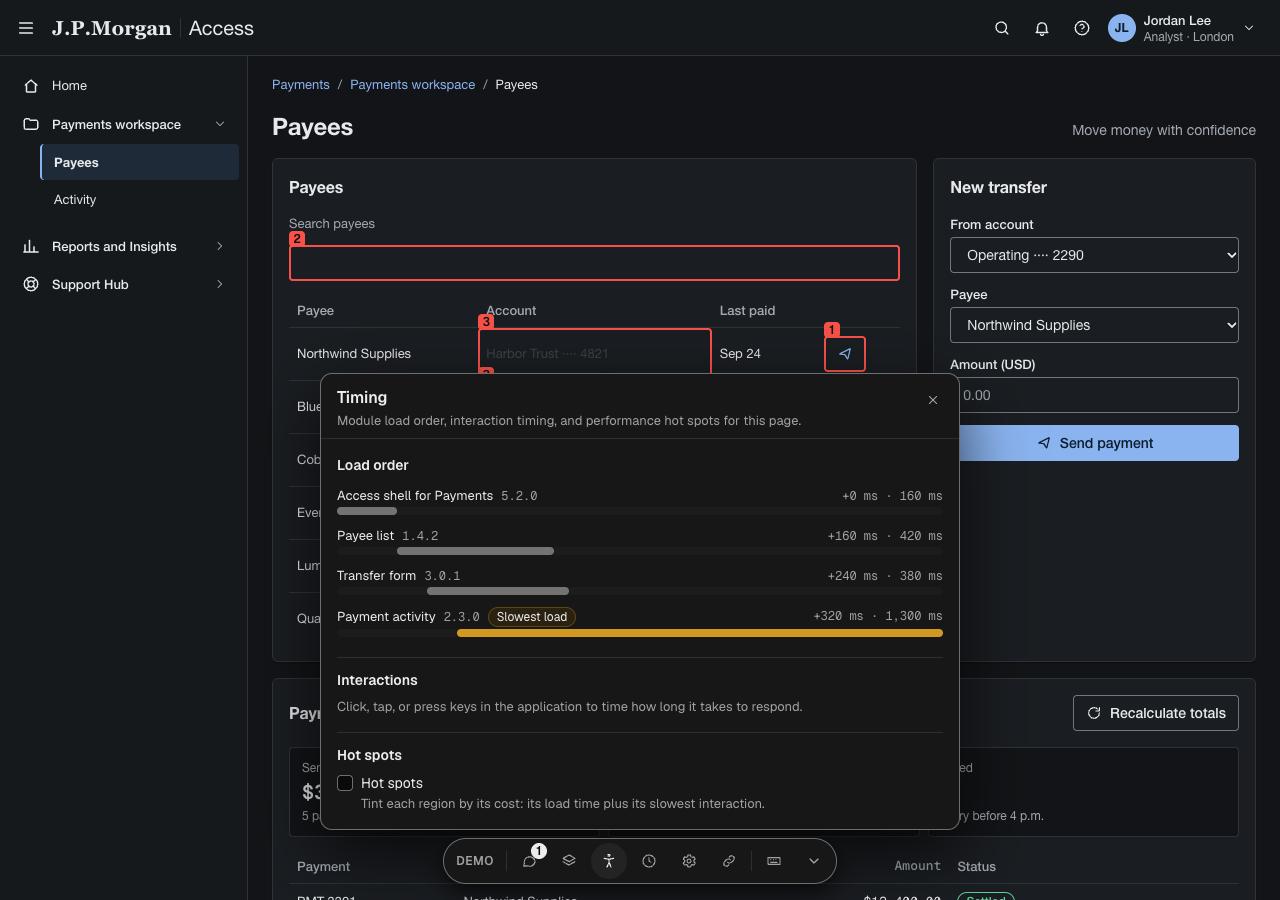 J.P.Morgan Access
JL
Jordan Lee
Analyst · London
Home
Payments workspace
Payees
Activity
Reports and Insights
Support Hub
Payments / Payments workspace / Payees
Payees
Move money with confidence
Payees
Search payees
2
Payee Account Last paid
3
1
Northwind Supplies Harbor Trust ···· 4821 Sep 24
New transfer
From account
Operating ···· 2290
Payee
Northwind Supplies
Amount (USD)
0.00
Send payment
Timing
Module load order, interaction timing, and performance hot spots for this page.
Load order
Access shell for Payments 5.2.0 +0 ms · 160 ms
Payee list 1.4.2 +160 ms · 420 ms
Transfer form 3.0.1 +240 ms · 380 ms
Payment activity 2.3.0 Slowest load +320 ms · 1,300 ms
Interactions
Click, tap, or press keys in the application to time how long it takes to respond.
Hot spots
Hot spots
Tint each region by its cost: its load time plus its slowest interaction.
Recalculate totals
before 4 p.m.
DEMO 1
Payment Amount Status
Northwind Supplies
Settled